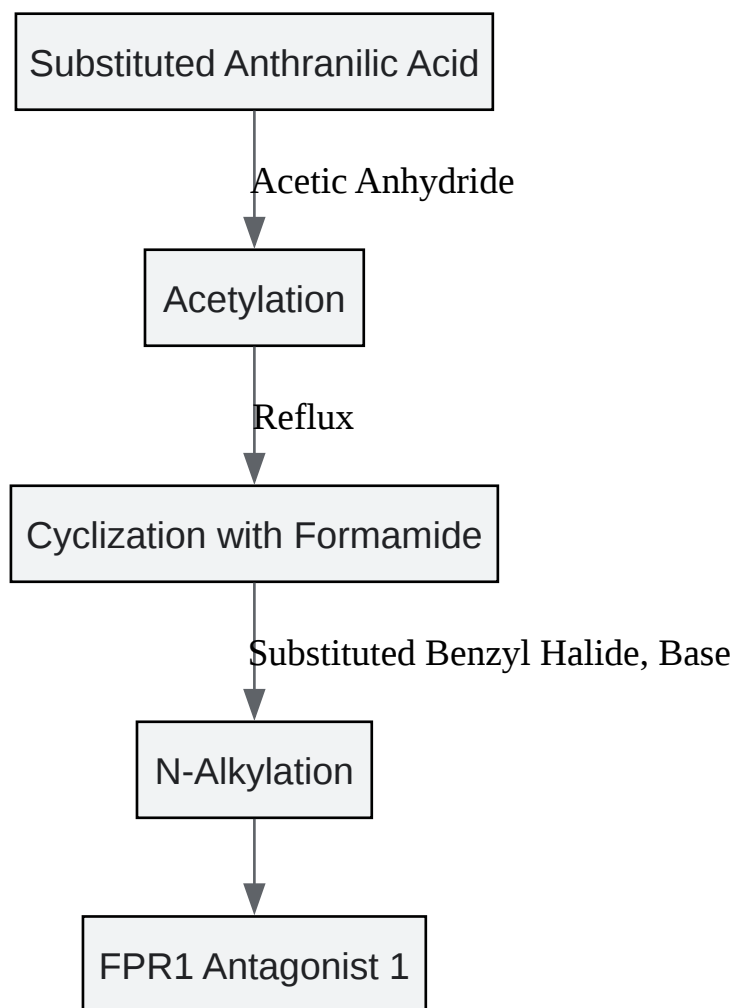 Substituted Anthranilic Acid
Acetic Anhydride
Acetylation
Reflux
Cyclization with Formamide
Substituted Benzyl Halide, Base
N-Alkylation
FPR1 Antagonist 1